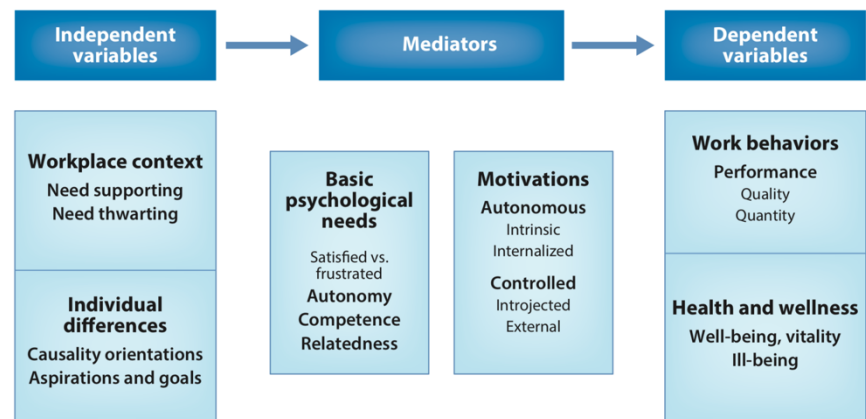 Independent
variables
Mediators
Dependent
variables
Workplace context
Need supporting
Need thwarting
Individual
differences
Causality orientations
Aspirations and goals
Basic
psychological
needs
Satisfied vs.
frustrated
Autonomy
Competence
Relatedness
Motivations
Autonomous
Intrinsic
Internalized
Controlled
Introjected
External
Work behaviors
Performance
Quality
Quantity
Health and wellness
Well-being, vitality
Ill-being